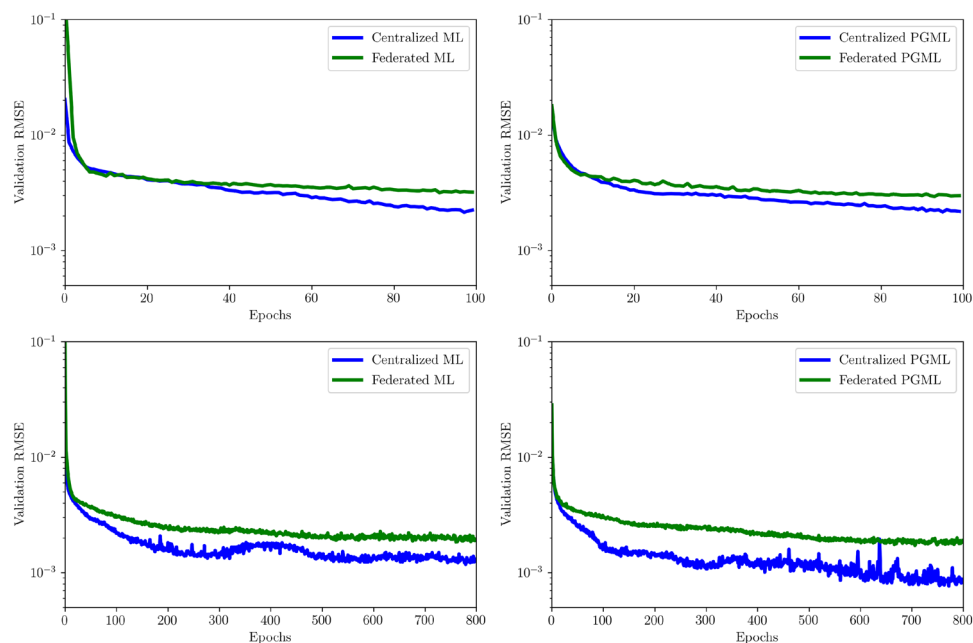 10⁻¹
10⁻²
10⁻³
Validation RMSE
Centralized ML
Federated ML
0 20 40 60 80 100
Epochs
10⁻¹
10⁻²
10⁻³
Validation RMSE
Centralized PGML
Federated PGML
0 20 40 60 80 100
Epochs
10⁻¹
10⁻²
10⁻³
Validation RMSE
Centralized ML
Federated ML
0 100 200 300 400 500 600 700 800
Epochs
10⁻¹
10⁻²
10⁻³
Validation RMSE
Centralized PGML
Federated PGML
0 100 200 300 400 500 600 700 800
Epochs